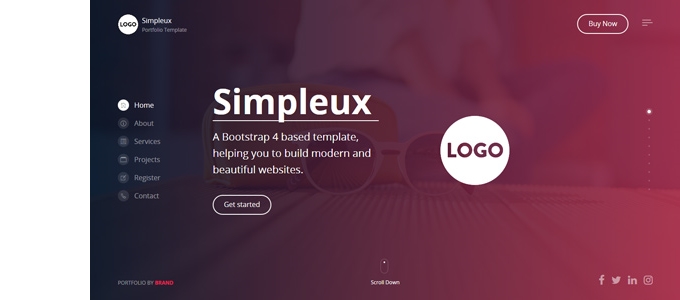 LOGO
Simpleux
Portfolio Template
Buy Now
Home
About
Services
Projects
Register
Contact
Simpleux
A Bootstrap 4 based template,
helping you to build modern and
beautiful websites.
Get started
LOGO
Scroll Down
PORTFOLIO BY BRAND